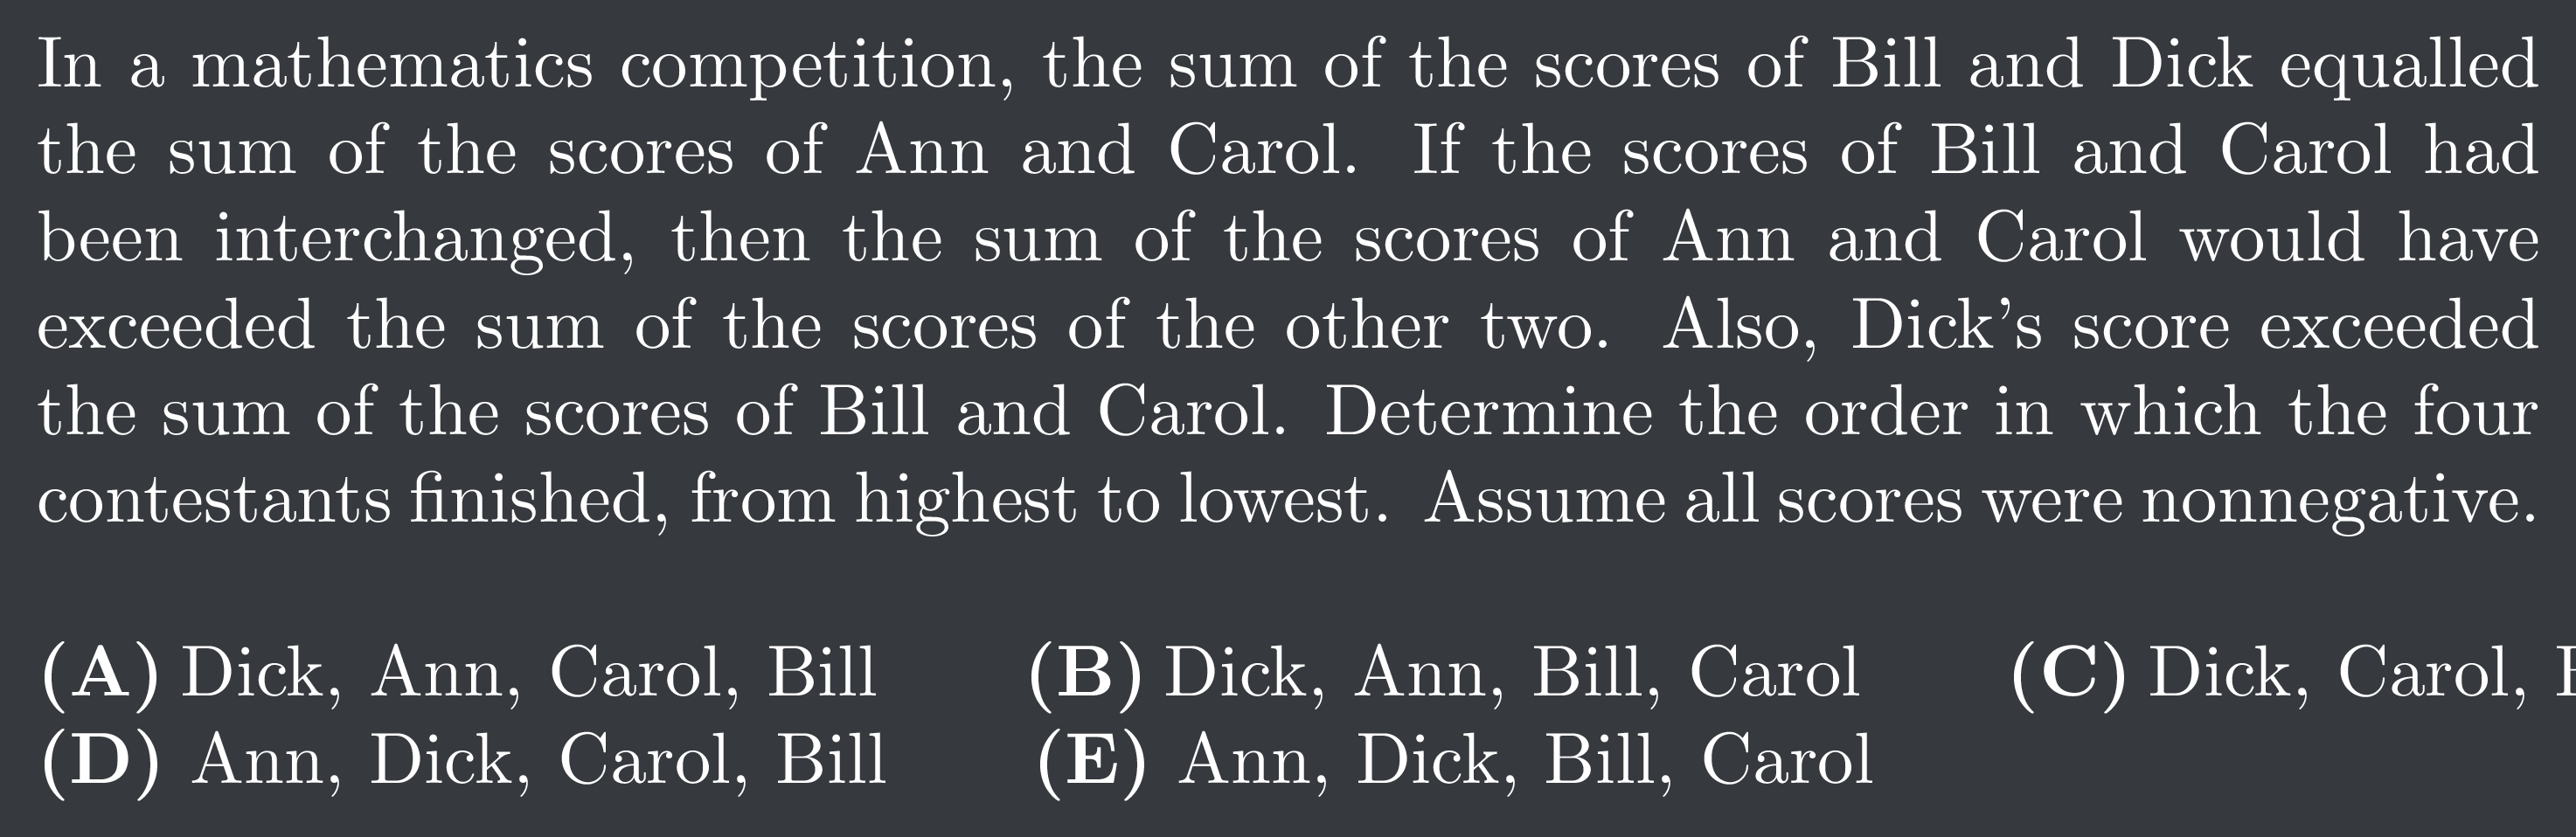 In a mathematics competition, the sum of the scores of Bill and Dick equalled
the sum of the scores of Ann and Carol. If the scores of Bill and Carol had
been interchanged, then the sum of the scores of Ann and Carol would have
exceeded the sum of the scores of the other two. Also, Dick's score exceeded
the sum of the scores of Bill and Carol. Determine the order in which the four
contestants finished, from highest to lowest. Assume all scores were nonnegative.
(A) Dick, Ann, Carol, Bill (B) Dick, Ann, Bill, Carol (C) Dick, Carol,
(D) Ann, Dick, Carol, Bill (E) Ann, Dick, Bill, Carol